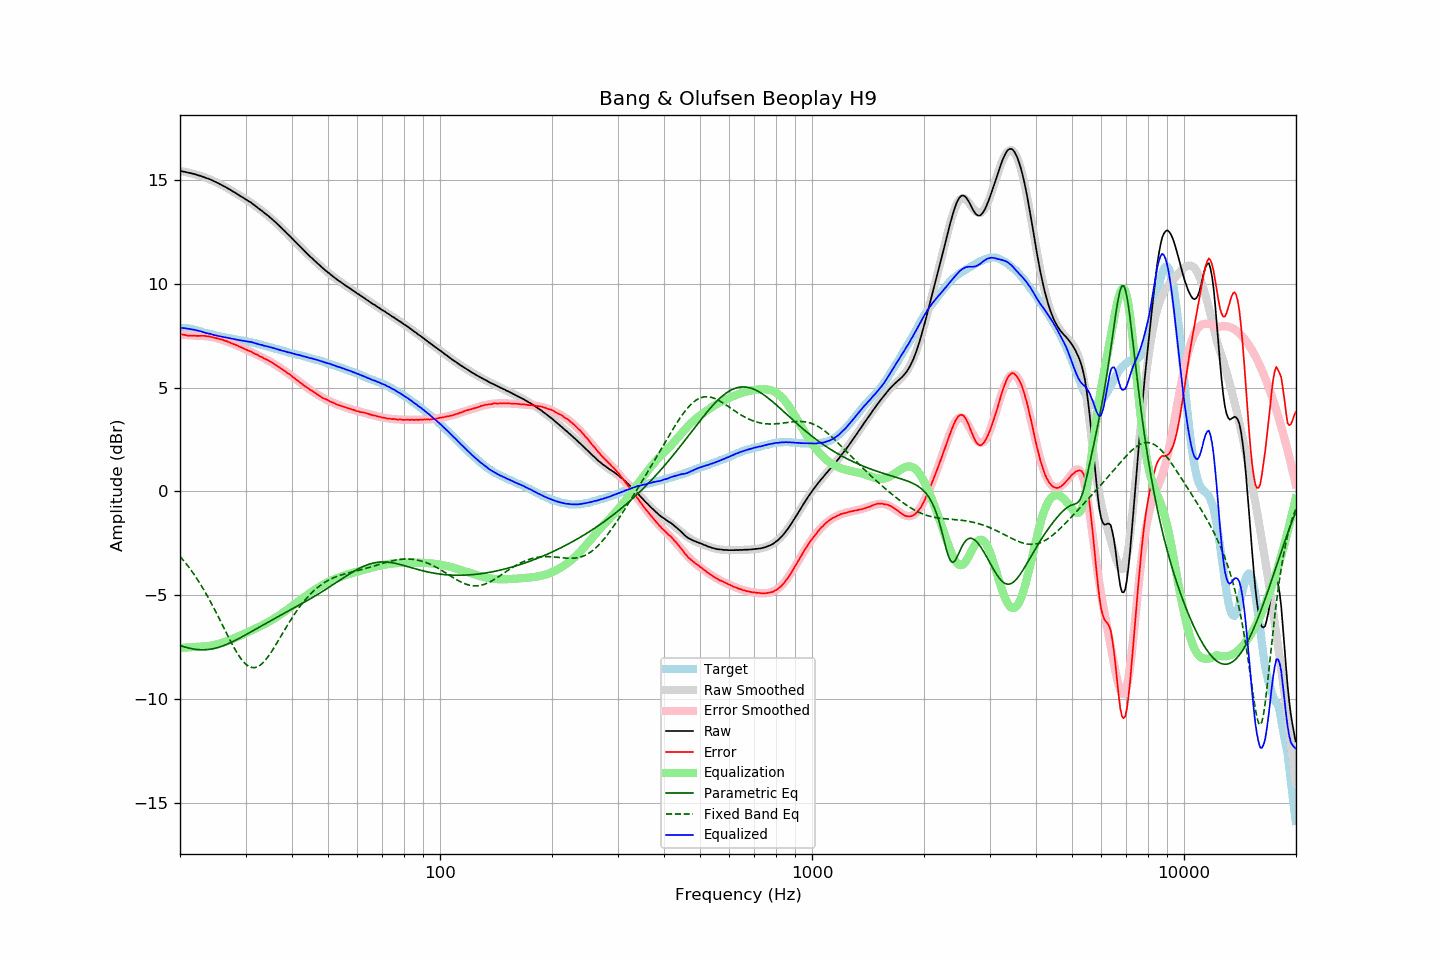 Bang & Olufsen Beoplay H9
Amplitude (dBr)
15
10
5
0
−5
−10
−15
Target
Raw Smoothed
Error Smoothed
Raw
Error
Equalization
Parametric Eq
Fixed Band Eq
Equalized
100
1000
10000
Frequency (Hz)